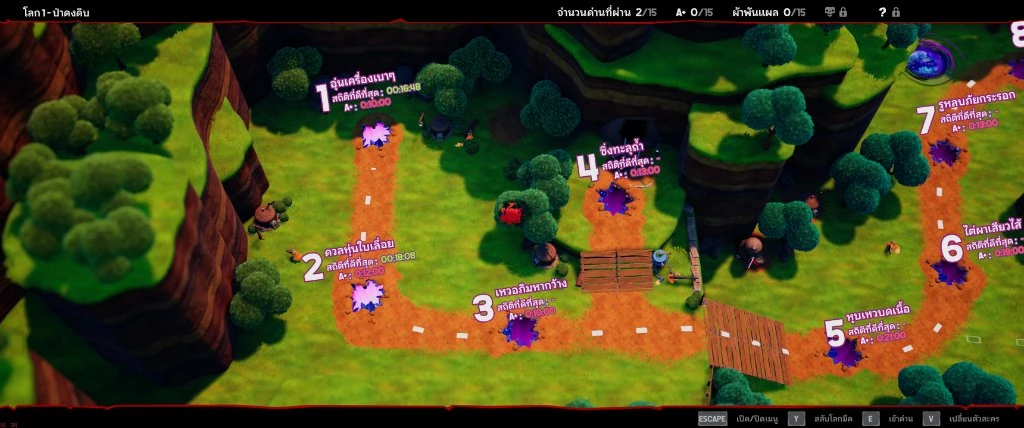 โลก 1 - ป่าดงดิบ
จำนวนด่านที่ผ่าน 2/15 A+ 0/15 ผ้าพันแผล 0/15 ?
8
1 อุ่นเครื่องเบาๆ
สถิติที่ดีที่สุด: 00:16:48
A+: 0:10:00
7 รูหลบภัยกระรอก
สถิติที่ดีที่สุด: -
A+: 0:13:00
4 ซิ่งทะลุถ้ำ
สถิติที่ดีที่สุด: -
A+: 0:13:00
2 ดวลหุ่นใบเลื่อย
สถิติที่ดีที่สุด: 00:18:08
A+: 0:12:00
6 ไต่ผาเสียวไส้
สถิติที่ดีที่สุด: -
3 เหวอภิมหากว้าง
สถิติที่ดีที่สุด: -
A+: 0:10:00
5 หุบเหวบดเนื้อ
สถิติที่ดีที่สุด: -
A+: 0:21:00
ESCAPE เปิด/ปิดเมนู Y สลับโลกมืด E เข้าด่าน V เปลี่ยนตัวละคร